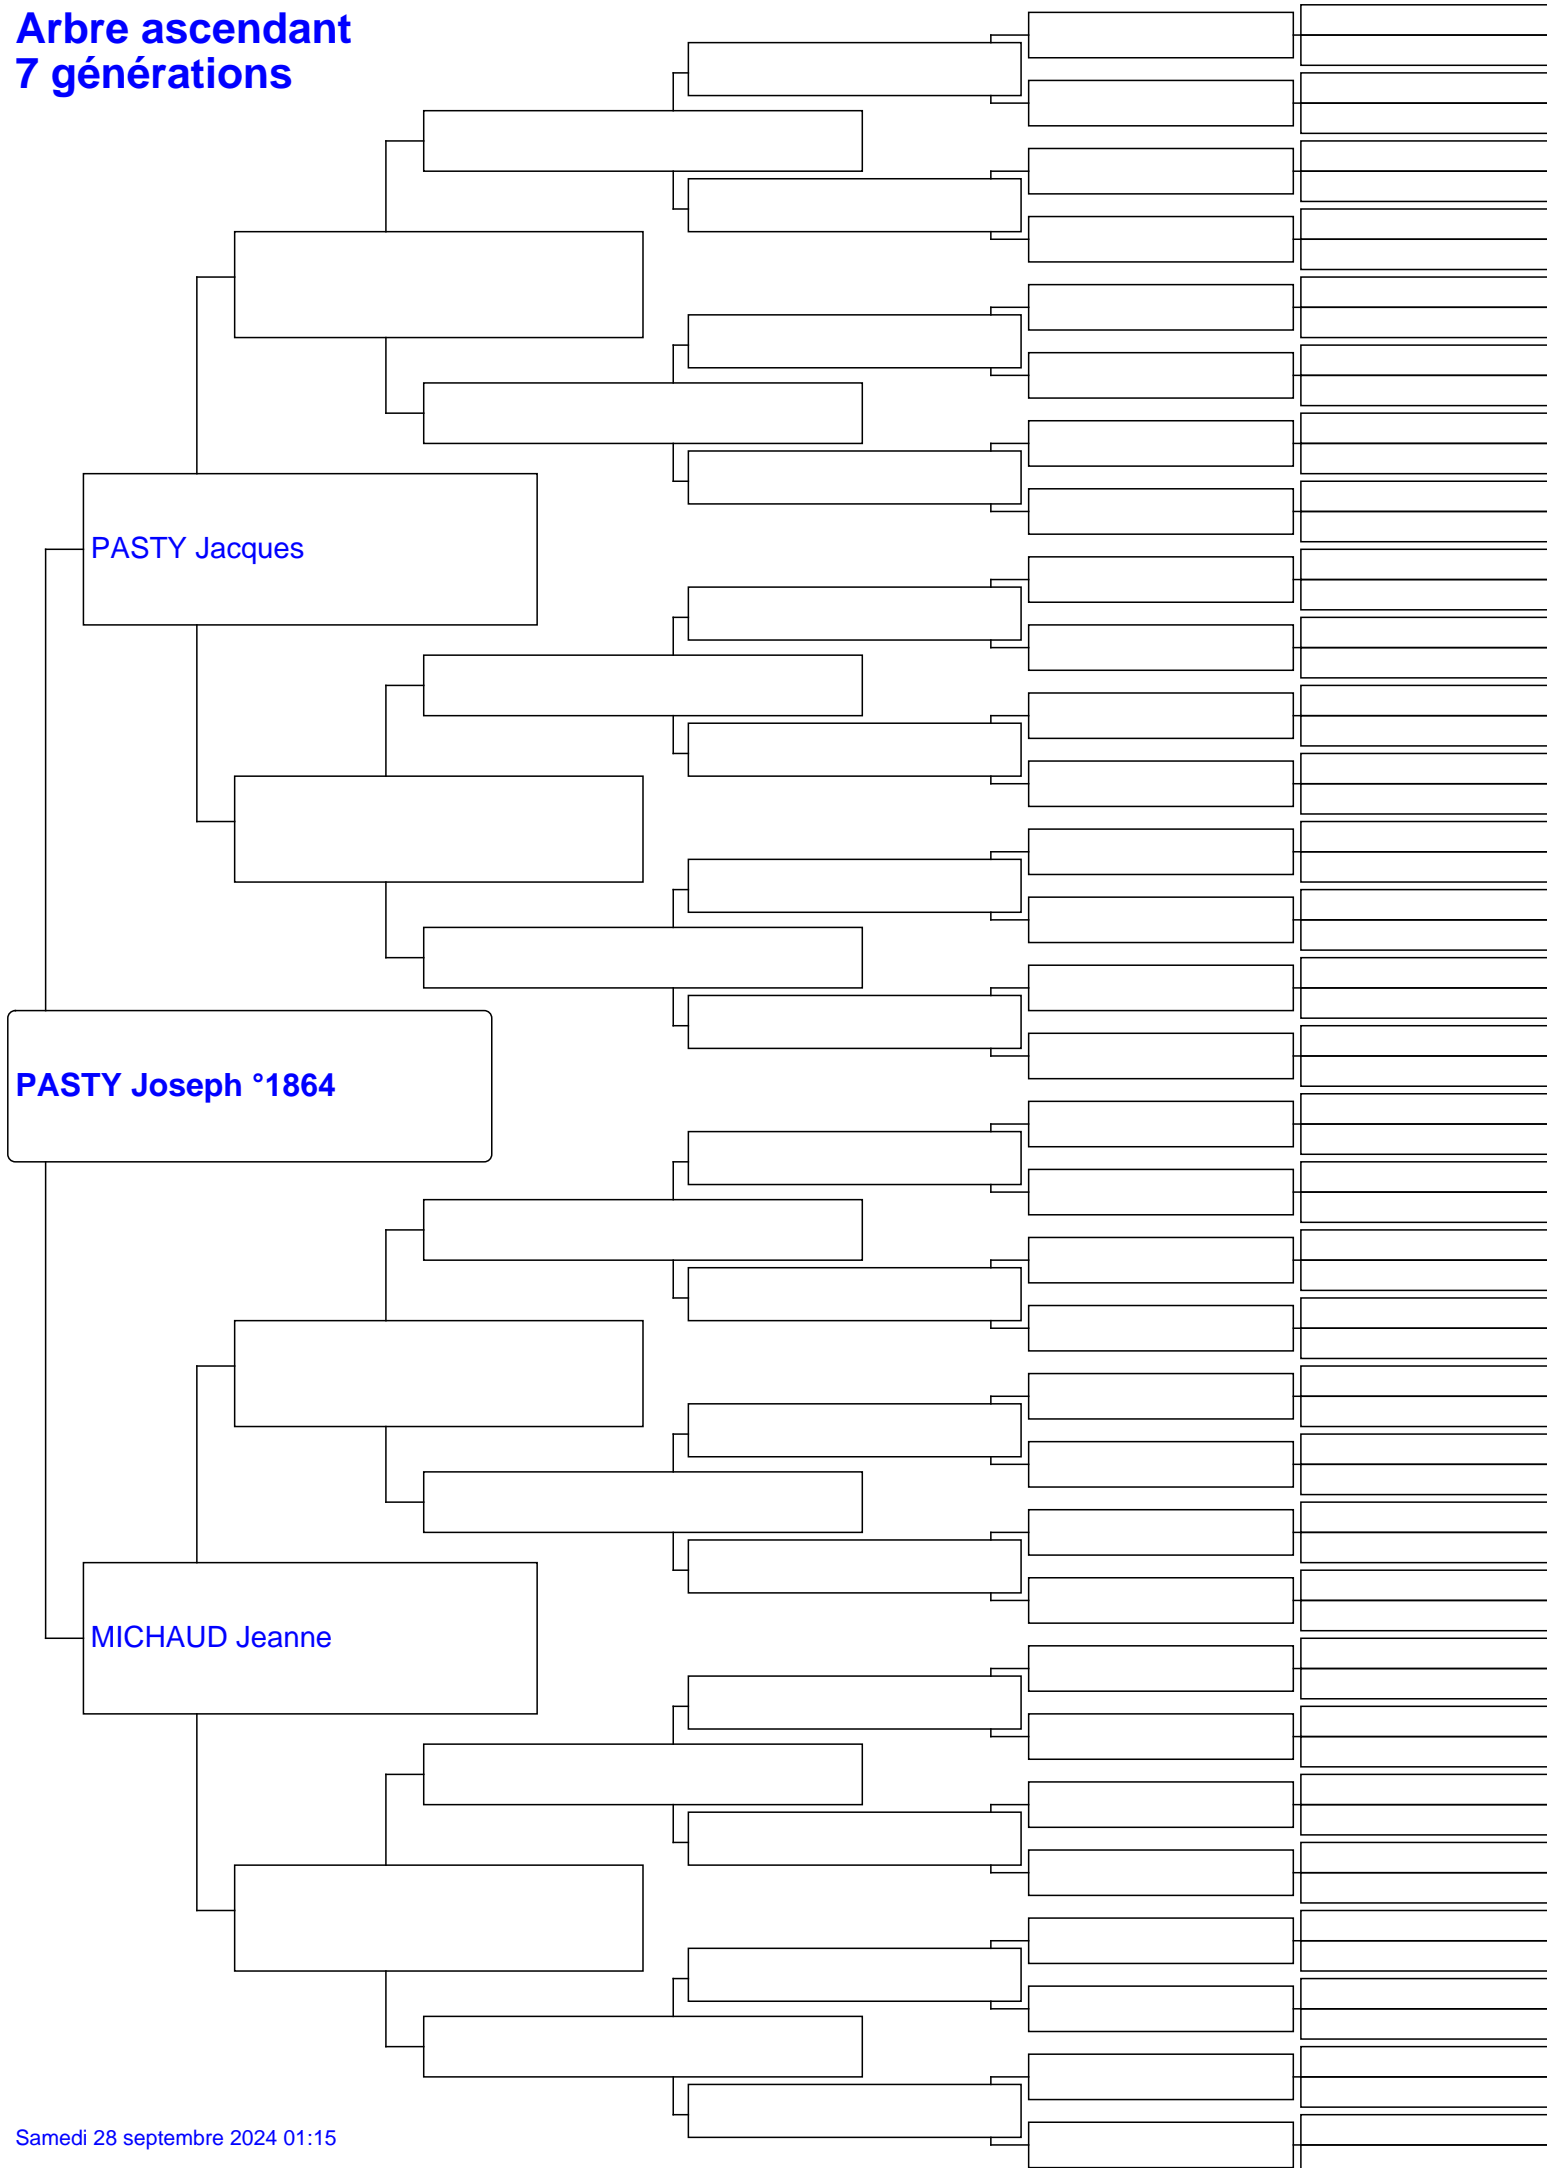 Arbre ascendant
7 générations
PASTY Jacques
PASTY Joseph °1864
MICHAUD Jeanne
Samedi 28 septembre 2024 01:15